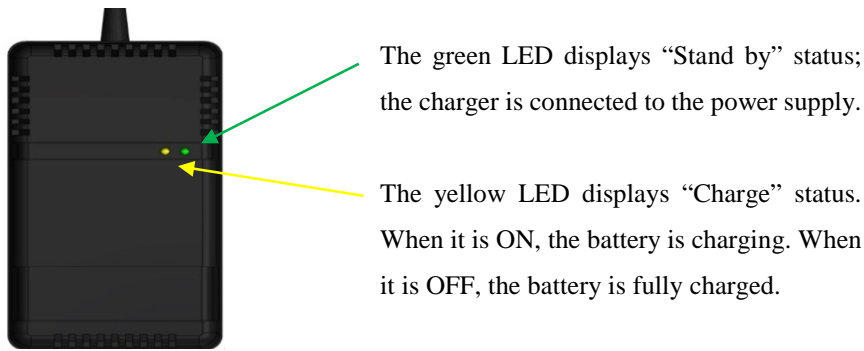 The green LED displays “Stand by” status;
the charger is connected to the power supply.
The yellow LED displays “Charge” status.
When it is ON, the battery is charging. When
it is OFF, the battery is fully charged.